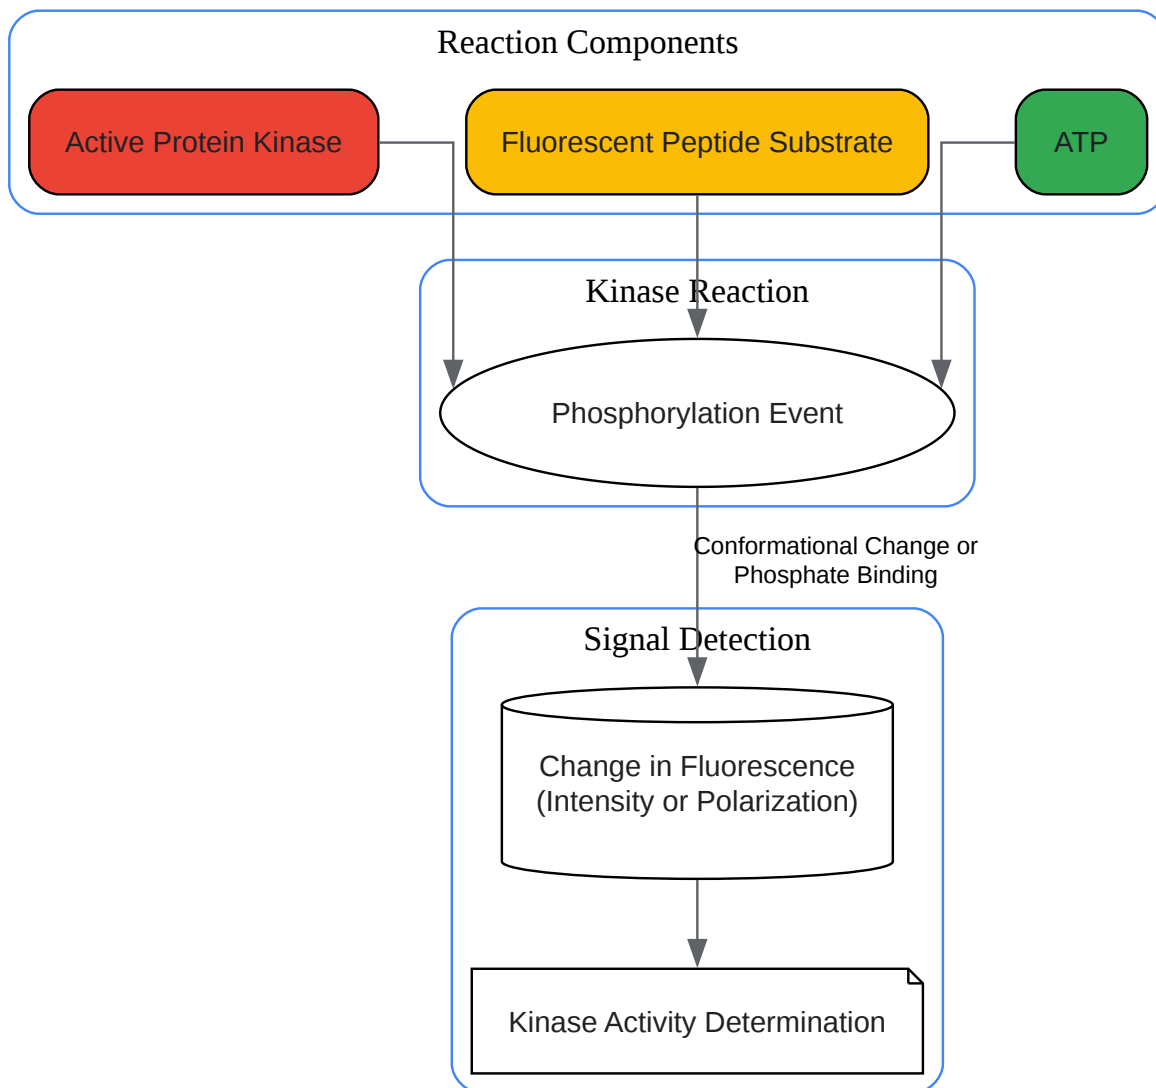 Reaction Components
Active Protein Kinase
Fluorescent Peptide Substrate
ATP
Kinase Reaction
Phosphorylation Event
Conformational Change or
Phosphate Binding
Signal Detection
Change in Fluorescence
(Intensity or Polarization)
Kinase Activity Determination